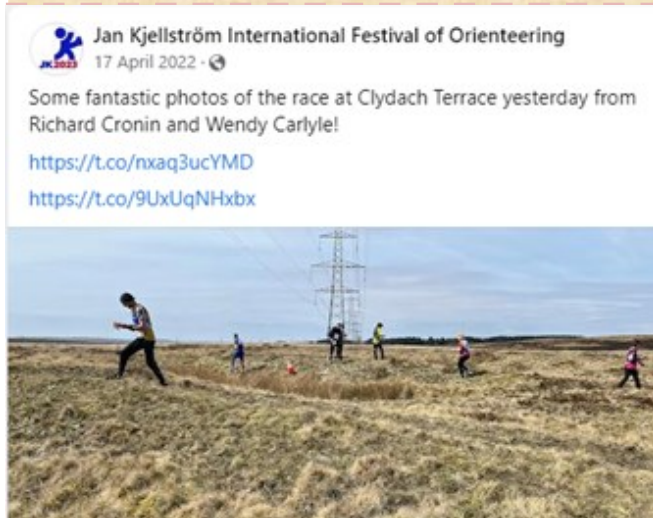 Jan Kjellström International Festival of Orienteering
JK2023
17 April 2022 ·
Some fantastic photos of the race at Clydach Terrace yesterday from
Richard Cronin and Wendy Carlyle!
https://t.co/nxaq3ucYMD
https://t.co/9UxUqNHxbx